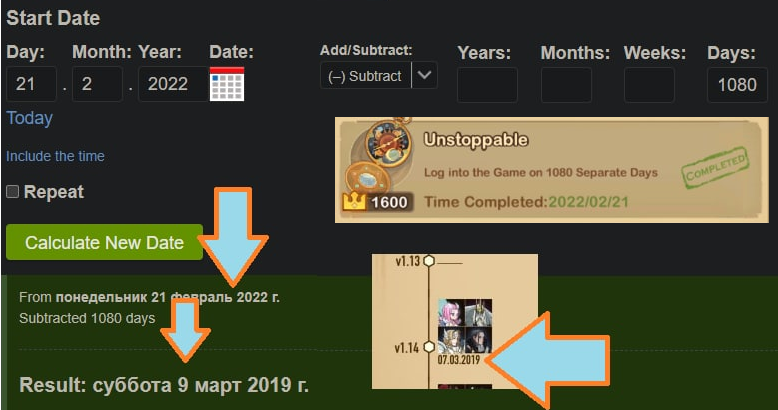 Start Date
Day: Month: Year: Date: Add/Subtract: Years: Months: Weeks: Days:
21 . 2 . 2022 (–) Subtract 1080
Today
Include the time
Repeat
Calculate New Date
Unstoppable
Log into the Game on 1080 Separate Days
COMPLETED
1600 Time Completed:2022/02/21
From понедельник 21 февраль 2022 г.
Subtracted 1080 days
Result: суббота 9 март 2019 г.
v1.13
v1.14
07.03.2019